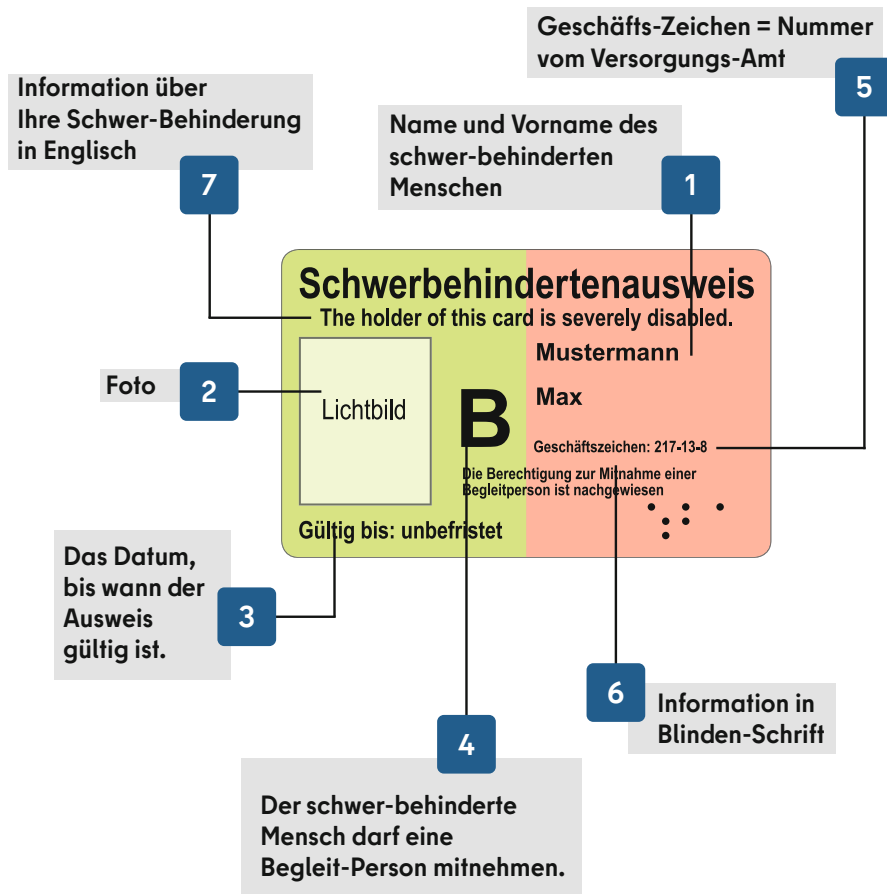 Geschäfts-Zeichen = Nummer
vom Versorgungs-Amt
5
Information über
Ihre Schwer-Behinderung
in Englisch
7
Name und Vorname des
schwer-behinderten
Menschen
1
Schwerbehindertenausweis
The holder of this card is severely disabled.
Mustermann
Max
Foto
2
Lichtbild
B
Geschäftszeichen: 217-13-8
Die Berechtigung zur Mitnahme einer
Begleitperson ist nachgewiesen
Gültig bis: unbefristet
Das Datum,
bis wann der
Ausweis
gültig ist.
3
6
Information in
Blinden-Schrift
4
Der schwer-behinderte
Mensch darf eine
Begleit-Person mitnehmen.